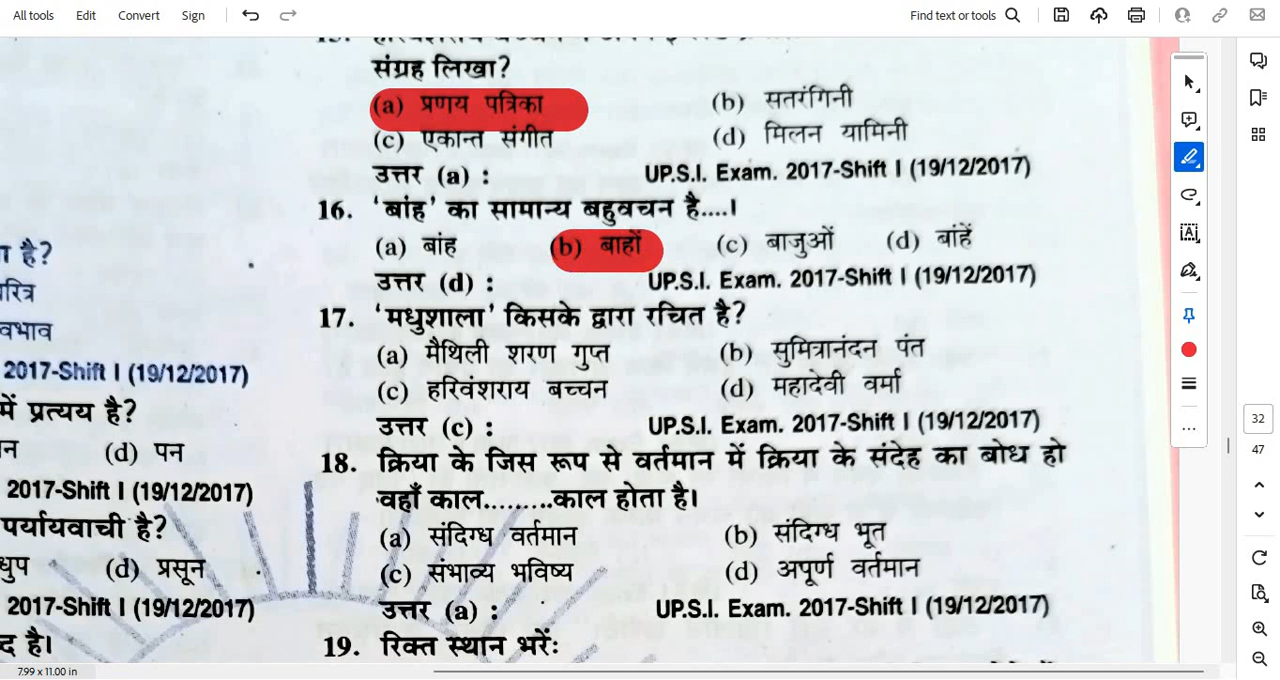 All tools Edit Convert Sign Find text or tools
संग्रह लिखा?
(a) प्रणय पत्रिका (b) सतरंगिनी
(c) एकान्त संगीत (d) मिलन यामिनी
उत्तर (a) : UP.S.I. Exam. 2017-Shift I (19/12/2017)
16. 'बांह' का सामान्य बहुवचन है....।
(a) बांह (b) बाहों (c) बाजुओं (d) बांहें
उत्तर (d) : UP.S.I. Exam. 2017-Shift I (19/12/2017)
17. 'मधुशाला' किसके द्वारा रचित है?
(a) मैथिली शरण गुप्त (b) सुमित्रानंदन पंत
(c) हरिवंशराय बच्चन (d) महादेवी वर्मा
उत्तर (c) : UP.S.I. Exam. 2017-Shift I (19/12/2017)
18. क्रिया के जिस रूप से वर्तमान में क्रिया के संदेह का बोध हो
वहाँ काल.........काल होता है।
(a) संदिग्ध वर्तमान (b) संदिग्ध भूत
(c) संभाव्य भविष्य (d) अपूर्ण वर्तमान
उत्तर (a) : UP.S.I. Exam. 2017-Shift I (19/12/2017)
19. रिक्त स्थान भरेंः
है?
2017-Shift I (19/12/2017)
में प्रत्यय है?
(d) पन
2017-Shift I (19/12/2017)
पर्यायवाची है?
(d) प्रसून
2017-Shift I (19/12/2017)
द है।
32
47
7.99 x 11.00 in